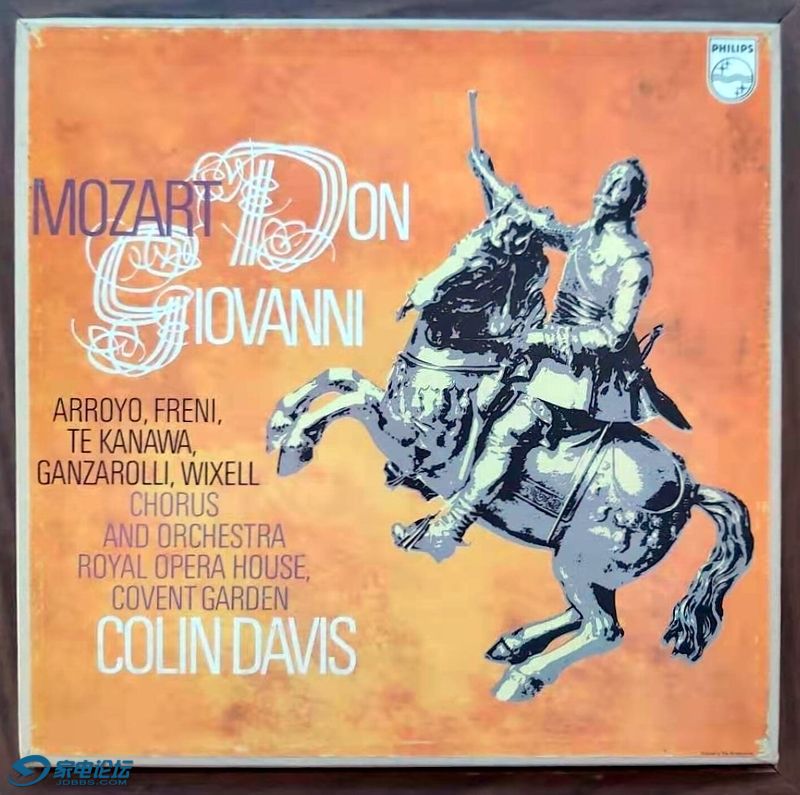 PHILIPS
MOZART DON
GIOVANNI
ARROYO, FRENI,
TE KANAWA,
GANZAROLLI, WIXELL
CHORUS
AND ORCHESTRA
ROYAL OPERA HOUSE,
COVENT GARDEN
COLIN DAVIS
家电论坛
JDBBS.COM